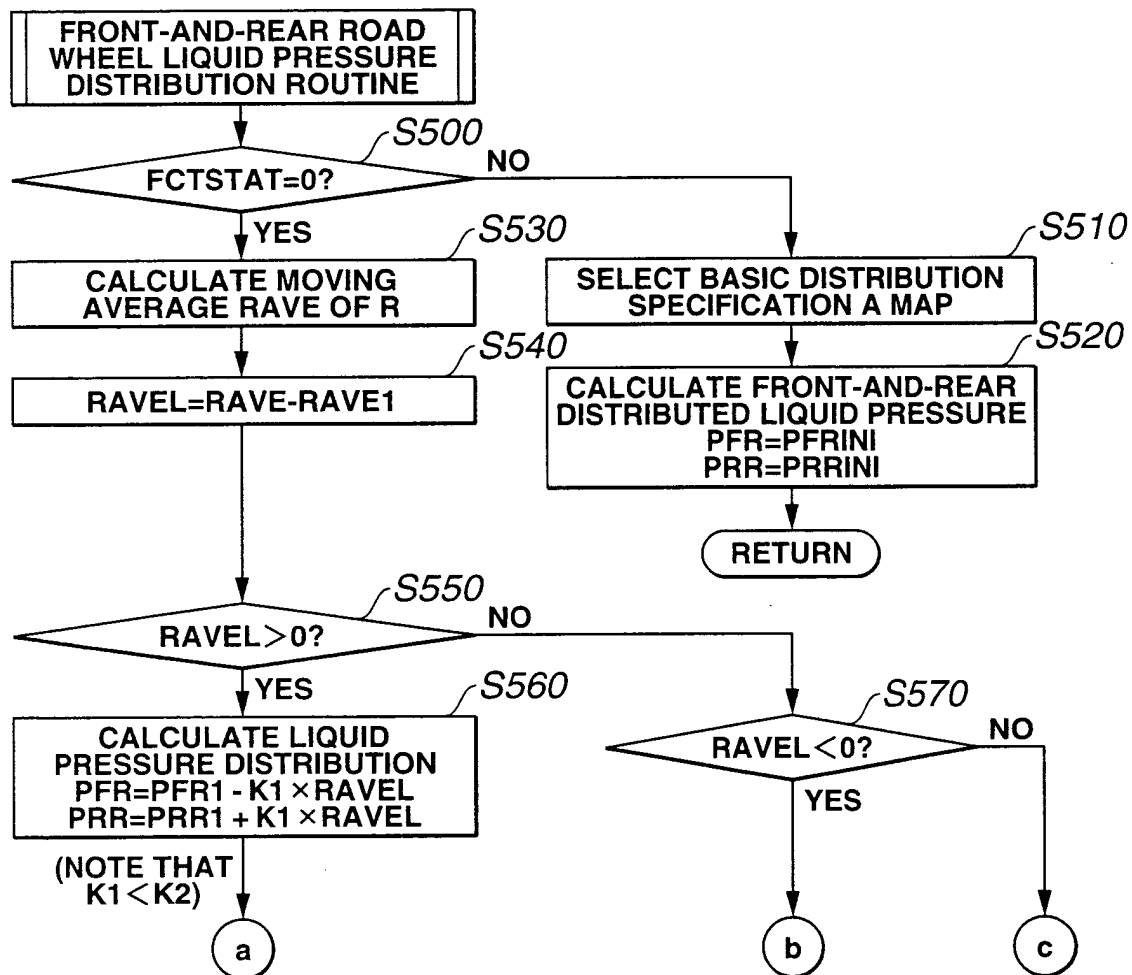 FRONT-AND-REAR ROAD
WHEEL LIQUID PRESSURE
DISTRIBUTION ROUTINE
S500
FCTSTAT=0?
NO
YES
S530
CALCULATE MOVING
AVERAGE RAVE OF R
S510
SELECT BASIC DISTRIBUTION
SPECIFICATION A MAP
S540
RAVEL=RAVE-RAVE1
S520
CALCULATE FRONT-AND-REAR
DISTRIBUTED LIQUID PRESSURE
PFR=PFRINI
PRR=PRRINI
RETURN
S550
RAVEL>0?
NO
YES
S560
CALCULATE LIQUID
PRESSURE DISTRIBUTION
PFR=PFR1 - K1 × RAVEL
PRR=PRR1 + K1 × RAVEL
S570
RAVEL<0?
NO
YES
(NOTE THAT
K1<K2)
a
b
c